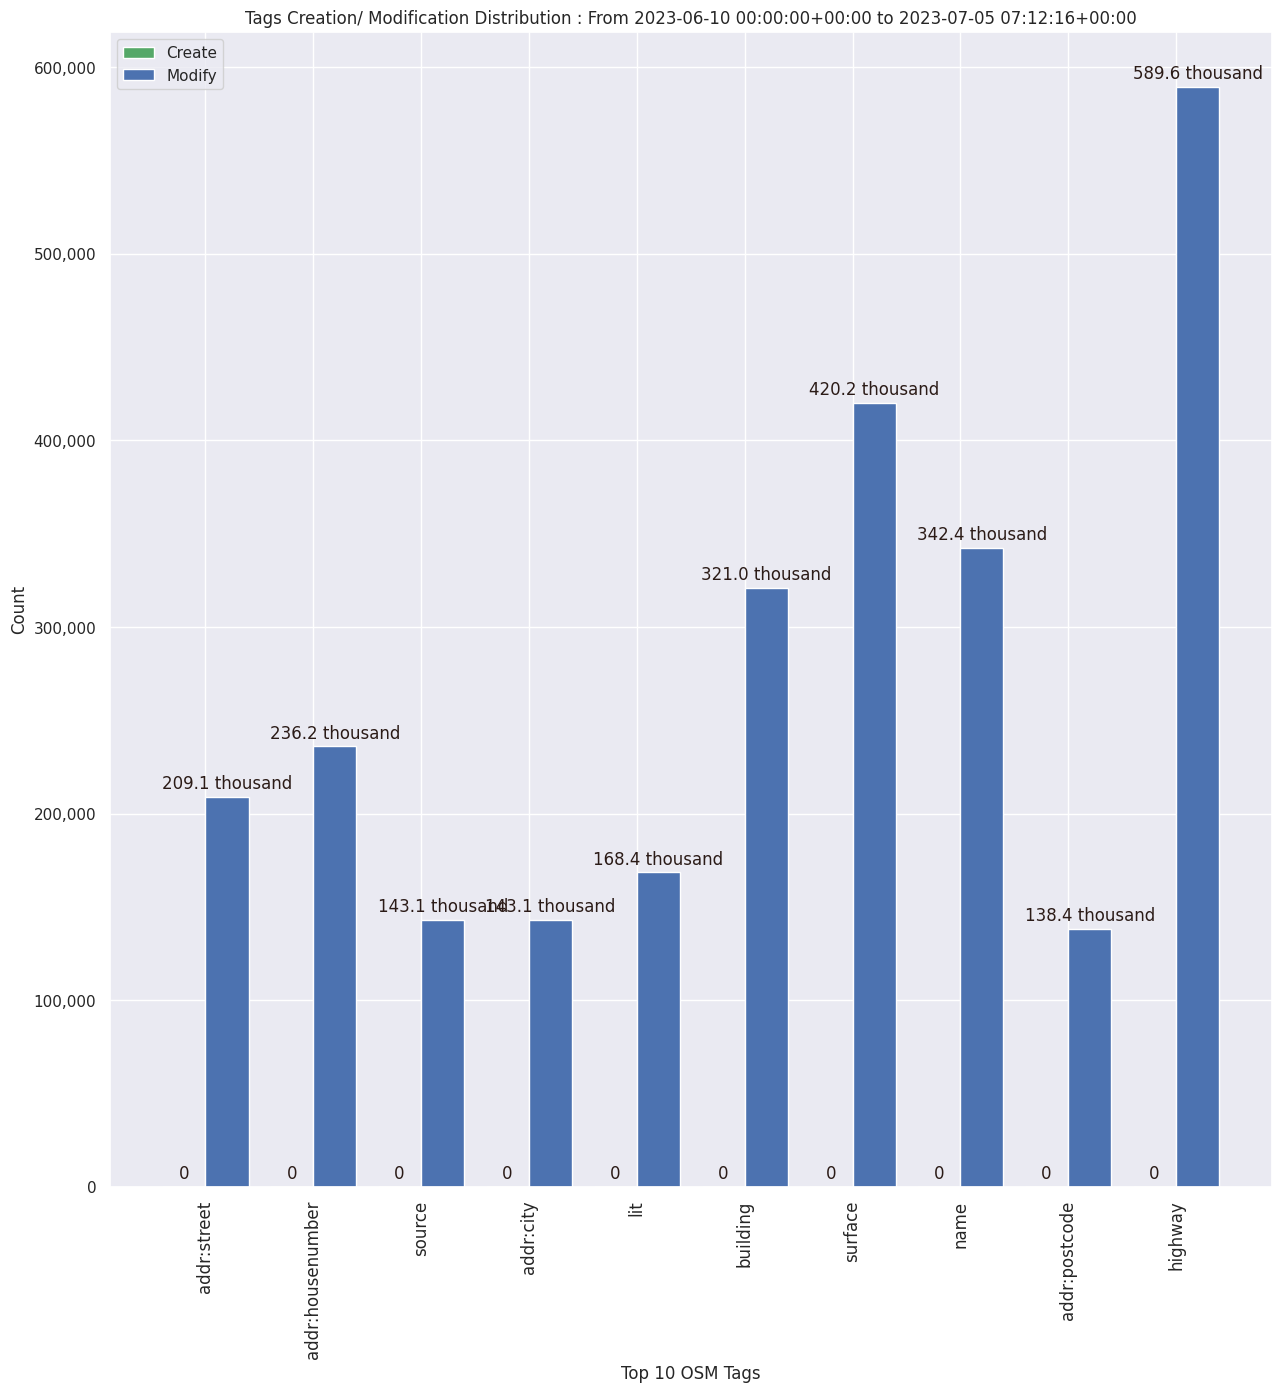 Tags Creation/ Modification Distribution : From 2023-06-10 00:00:00+00:00 to 2023-07-05 07:12:16+00:00
Create
Modify
600,000
500,000
400,000
300,000
200,000
100,000
0
Count
589.6 thousand
420.2 thousand
342.4 thousand
321.0 thousand
236.2 thousand
209.1 thousand
168.4 thousand
143.1 thousand
143.1 thousand
138.4 thousand
0 0 0 0 0 0 0 0 0 0
addr:street
addr:housenumber
source
addr:city
lit
building
surface
name
addr:postcode
highway
Top 10 OSM Tags